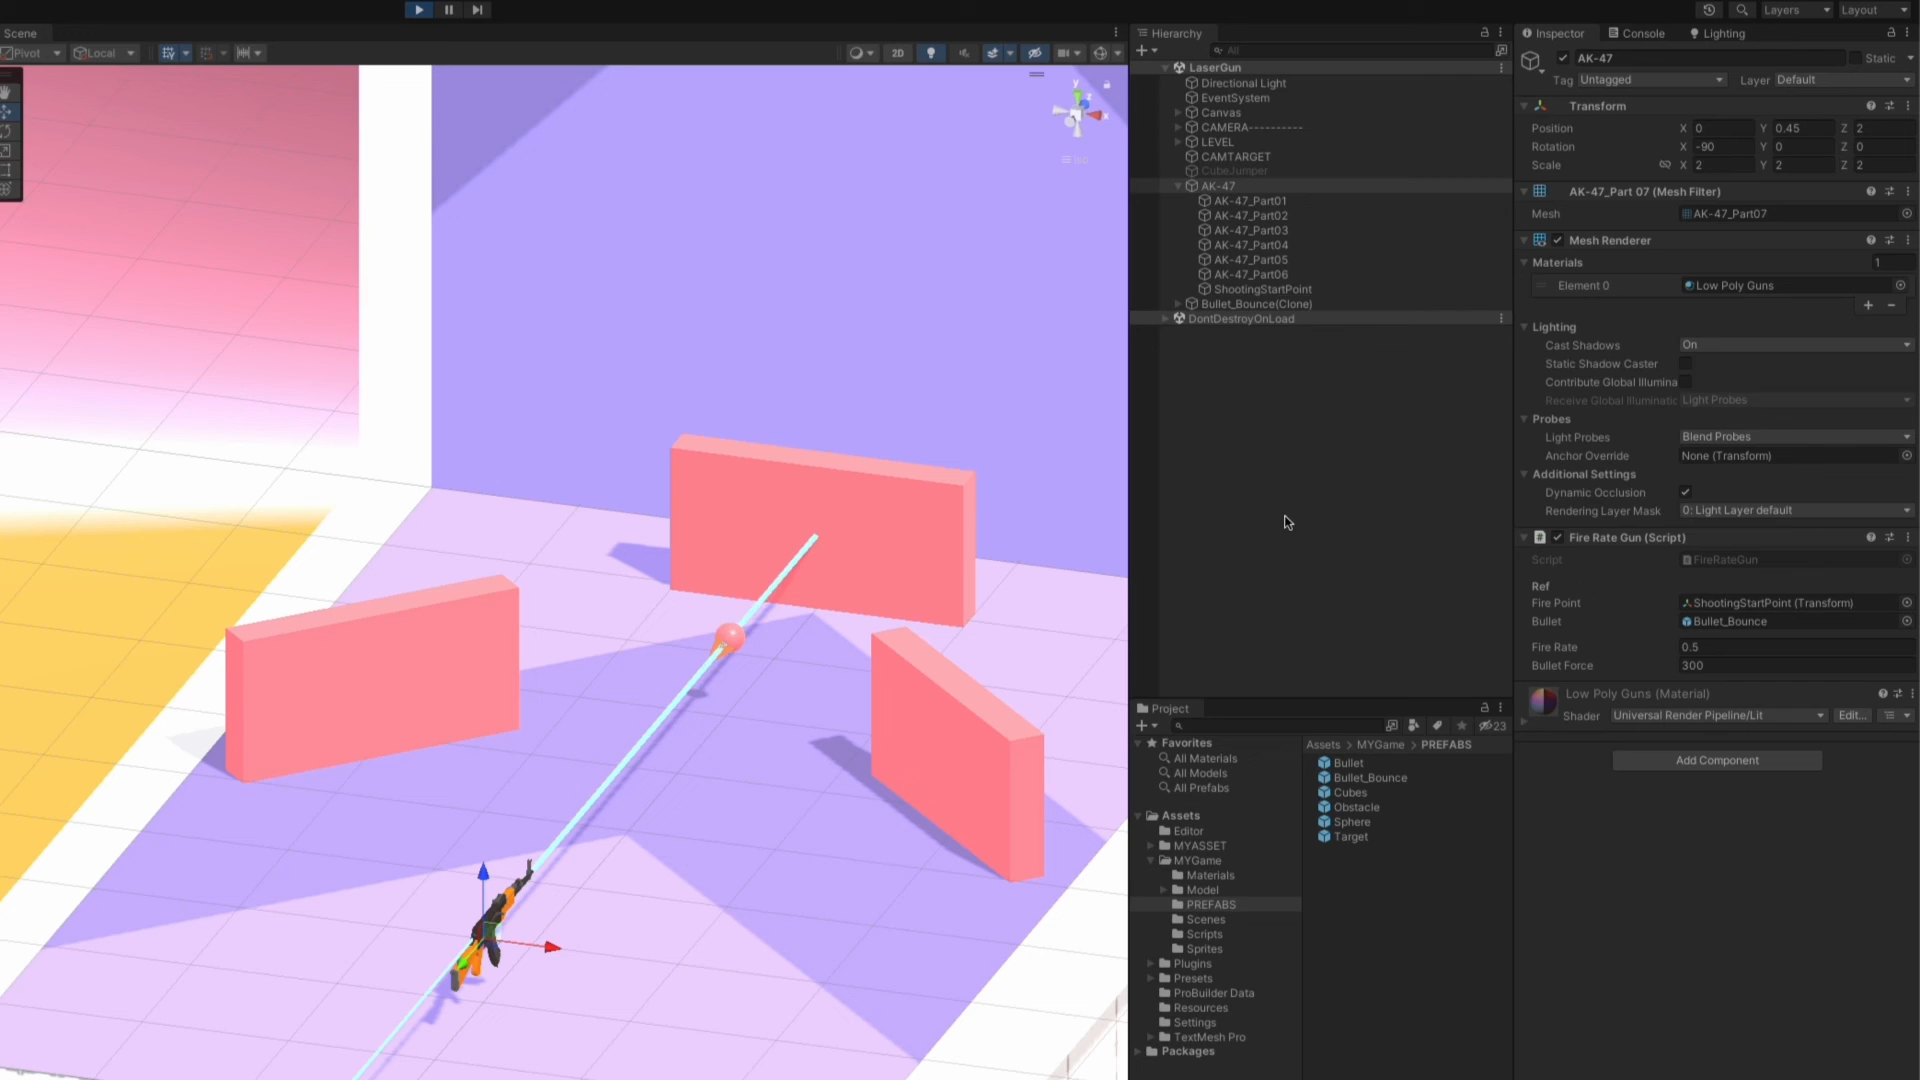 Layers
Layout
Scene
Pivot
Local
2D
y
x
Iso
Hierarchy
All
LaserGun
Directional Light
EventSystem
Canvas
CAMERA----------
LEVEL
CAMTARGET
CubeJumper
AK-47
AK-47_Part01
AK-47_Part02
AK-47_Part03
AK-47_Part04
AK-47_Part05
AK-47_Part06
ShootingStartPoint
Bullet_Bounce(Clone)
DontDestroyOnLoad
Project
23
Favorites
All Materials
All Models
All Prefabs
Assets
Editor
MYASSET
MYGame
Materials
Model
PREFABS
Scenes
Scripts
Sprites
Plugins
Presets
ProBuilder Data
Resources
Settings
TextMesh Pro
Packages
Assets > MYGame > PREFABS
Bullet
Bullet_Bounce
Cubes
Obstacle
Sphere
Target
Inspector
Console
Lighting
AK-47
Static
Tag Untagged
Layer Default
Transform
Position X 0 Y 0.45 Z 2
Rotation X -90 Y 0 Z 0
Scale X 2 Y 2 Z 2
AK-47_Part 07 (Mesh Filter)
Mesh AK-47_Part07
Mesh Renderer
Materials 1
Element 0 Low Poly Guns
Lighting
Cast Shadows On
Static Shadow Caster
Contribute Global Illumina
Receive Global Illuminatic Light Probes
Probes
Light Probes Blend Probes
Anchor Override None (Transform)
Additional Settings
Dynamic Occlusion
Rendering Layer Mask 0: Light Layer default
# Fire Rate Gun (Script)
Script FireRateGun
Ref
Fire Point ShootingStartPoint (Transform)
Bullet Bullet_Bounce
Fire Rate 0.5
Bullet Force 300
Low Poly Guns (Material)
Shader Universal Render Pipeline/Lit Edit...
Add Component